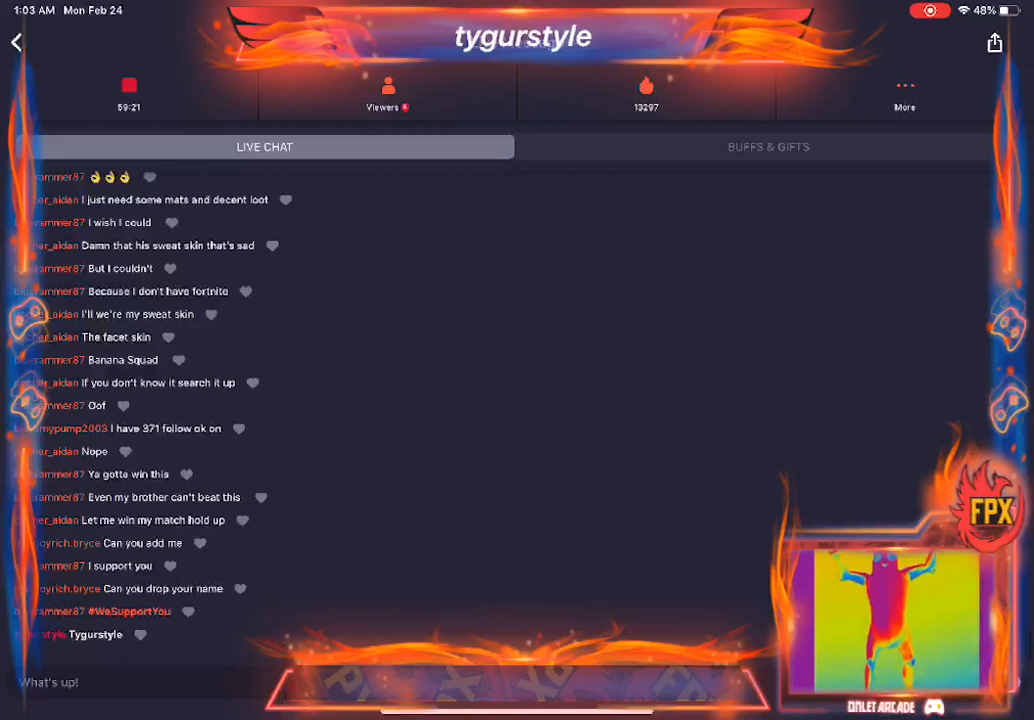 1:03 AM Mon Feb 24
48%
tygurstyle
59:21
Viewers
13297
More
LIVE CHAT
BUFFS & GIFTS
👌👌👌
I just need some mats and decent loot
I wish I could
Damn that his sweat skin that's sad
But I couldn't
Because I don't have fortnite
I'll we're my sweat skin
The facet skin
Banana Squad
If you don't know it search it up
Oof
I have 371 follow ok on
Nope
Ya gotta win this
Even my brother can't beat this
Let me win my match hold up
Can you add me
I support you
Can you drop your name
#WeSupportYou
Tygurstyle
What's up!
FPX
OMLET ARCADE